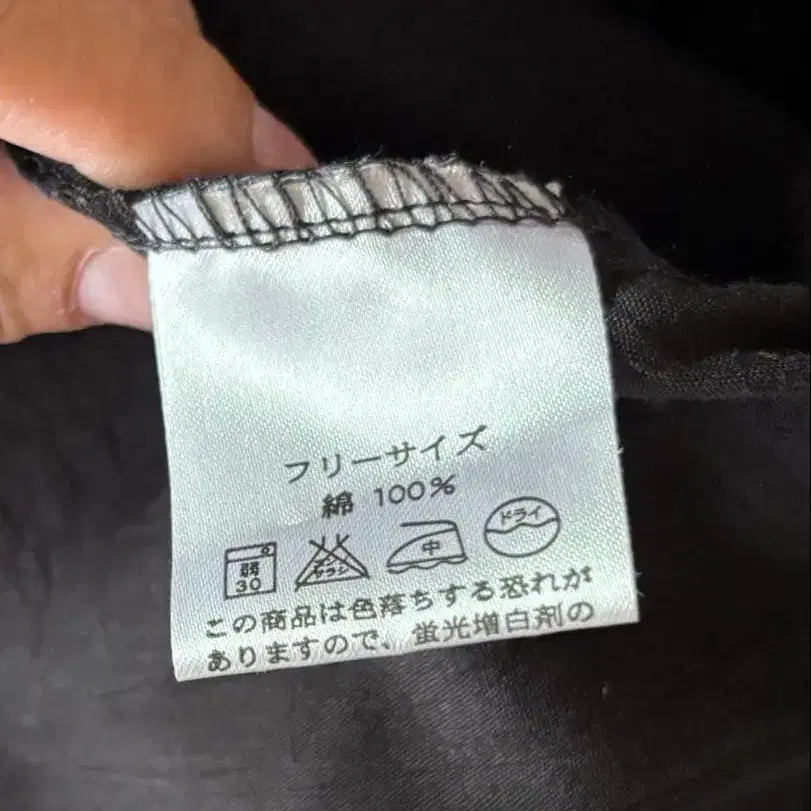 フリーサイズ
綿 100%
弱 30 エンソサラシ 中 ドライ
この商品は色落ちする恐れが
ありますので、蛍光増白剤の